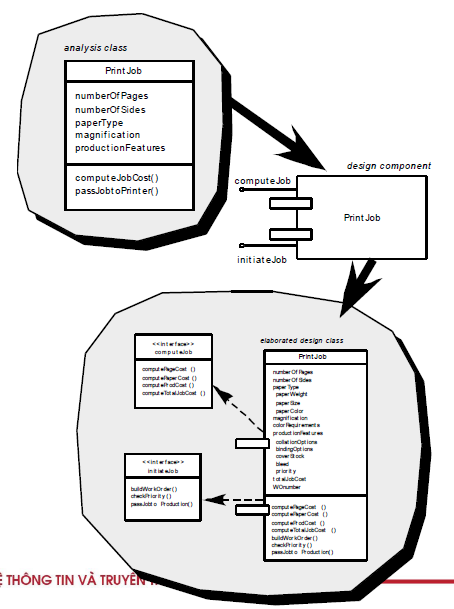 analysis class
PrintJob
numberOfPages
numberOfSides
paperType
magnification
productionFeatures
computeJobCost()
passJobtoPrinter()
design component
computeJob
PrintJob
initiateJob
elaborated design class
PrintJob
numberOfPages
numberOfSides
paperType
paperWeight
paperSize
paperColor
magnification
colorRequirements
productionFeatures
collationOptions
bindingOptions
coverStock
bleed
priority
totalJobCost
WOnumber
computePageCost ()
computePaperCost ()
computeProdCost ()
computeTotalJobCost ()
buildWorkOrder()
checkPriority ()
passJobto Production()
<<interface>>
computeJob
computePageCost ()
computePaperCost ()
computeProdCost ()
computeTotalJobCost ()
<<interface>>
initiateJob
buildWorkOrder()
checkPriority ()
passJobto Production()
Ệ THÔNG TIN VÀ TRUYỀN